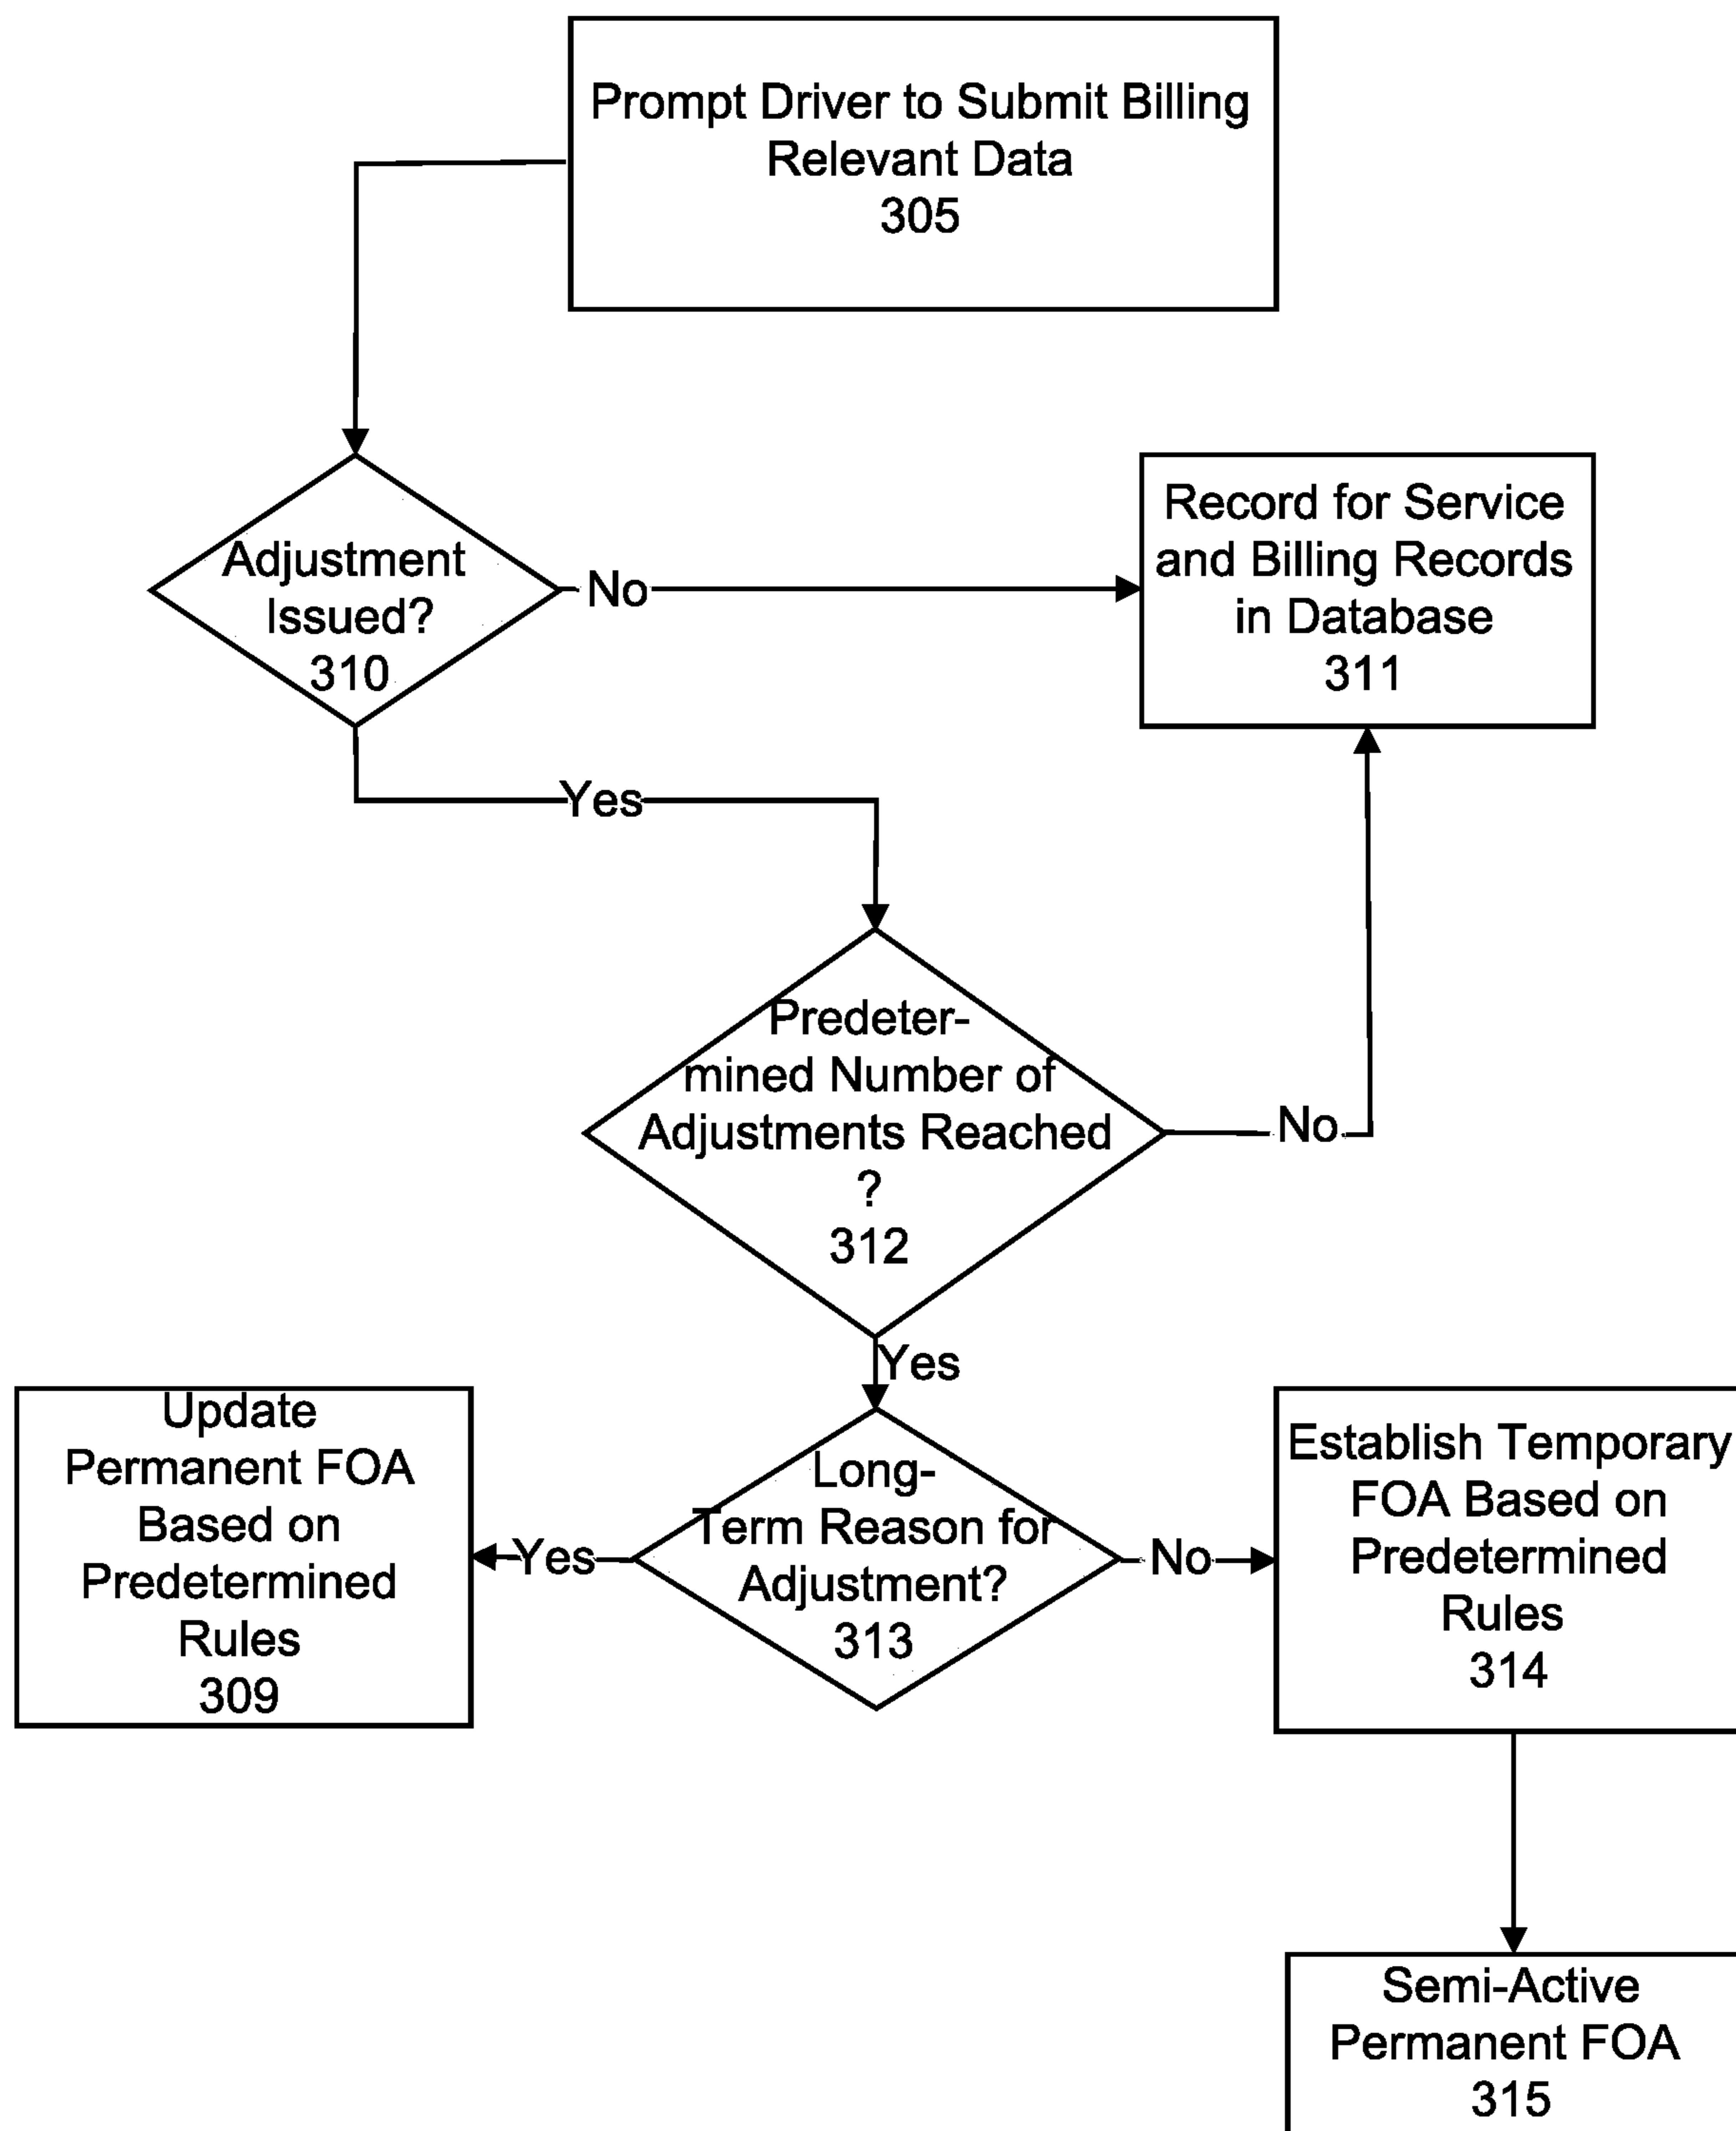 Prompt Driver to Submit Billing
Relevant Data
305
Adjustment
Issued?
310
No
Record for Service
and Billing Records
in Database
311
Yes
Predeter-
mined Number of
Adjustments Reached
?
312
No
Yes
Update
Permanent FOA
Based on
Predetermined
Rules
309
Yes
Long-
Term Reason for
Adjustment?
313
No
Establish Temporary
FOA Based on
Predetermined
Rules
314
Semi-Active
Permanent FOA
315